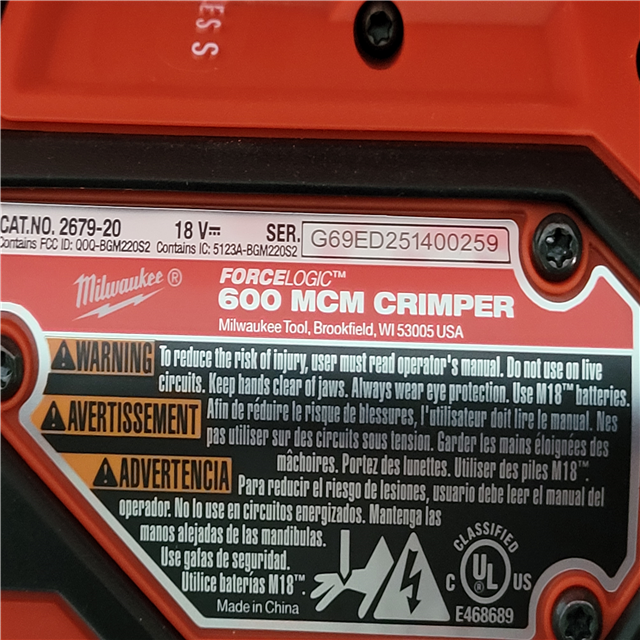 ESS S
CAT.NO. 2679-20 18 V⎓ SER. G69ED251400259
Contains FCC ID: QOQ-BGM220S2 Contains IC: 5123A-BGM220S2
Milwaukee ®
FORCELOGIC™
600 MCM CRIMPER
Milwaukee Tool, Brookfield, WI 53005 USA
WARNING To reduce the risk of injury, user must read operator's manual. Do not use on live
circuits. Keep hands clear of jaws. Always wear eye protection. Use M18™ batteries.
AVERTISSEMENT Afin de réduire le risque de blessures, l'utilisateur doit lire le manual. Nes
pas utiliser sur des circuits sous tension. Garder les mains éloignées des
mâchoires. Portez des lunettes. Utiliser des piles M18™.
ADVERTENCIA Para reducir el riesgo de lesiones, usuario debe leer el manual del
operador. No lo use en circuitos energizados. Mantenga las
manos alejadas de las mandibulas.
Use gafas de seguridad.
Utilice baterías M18™.
Made in China
CLASSIFIED
C UL US
E468689